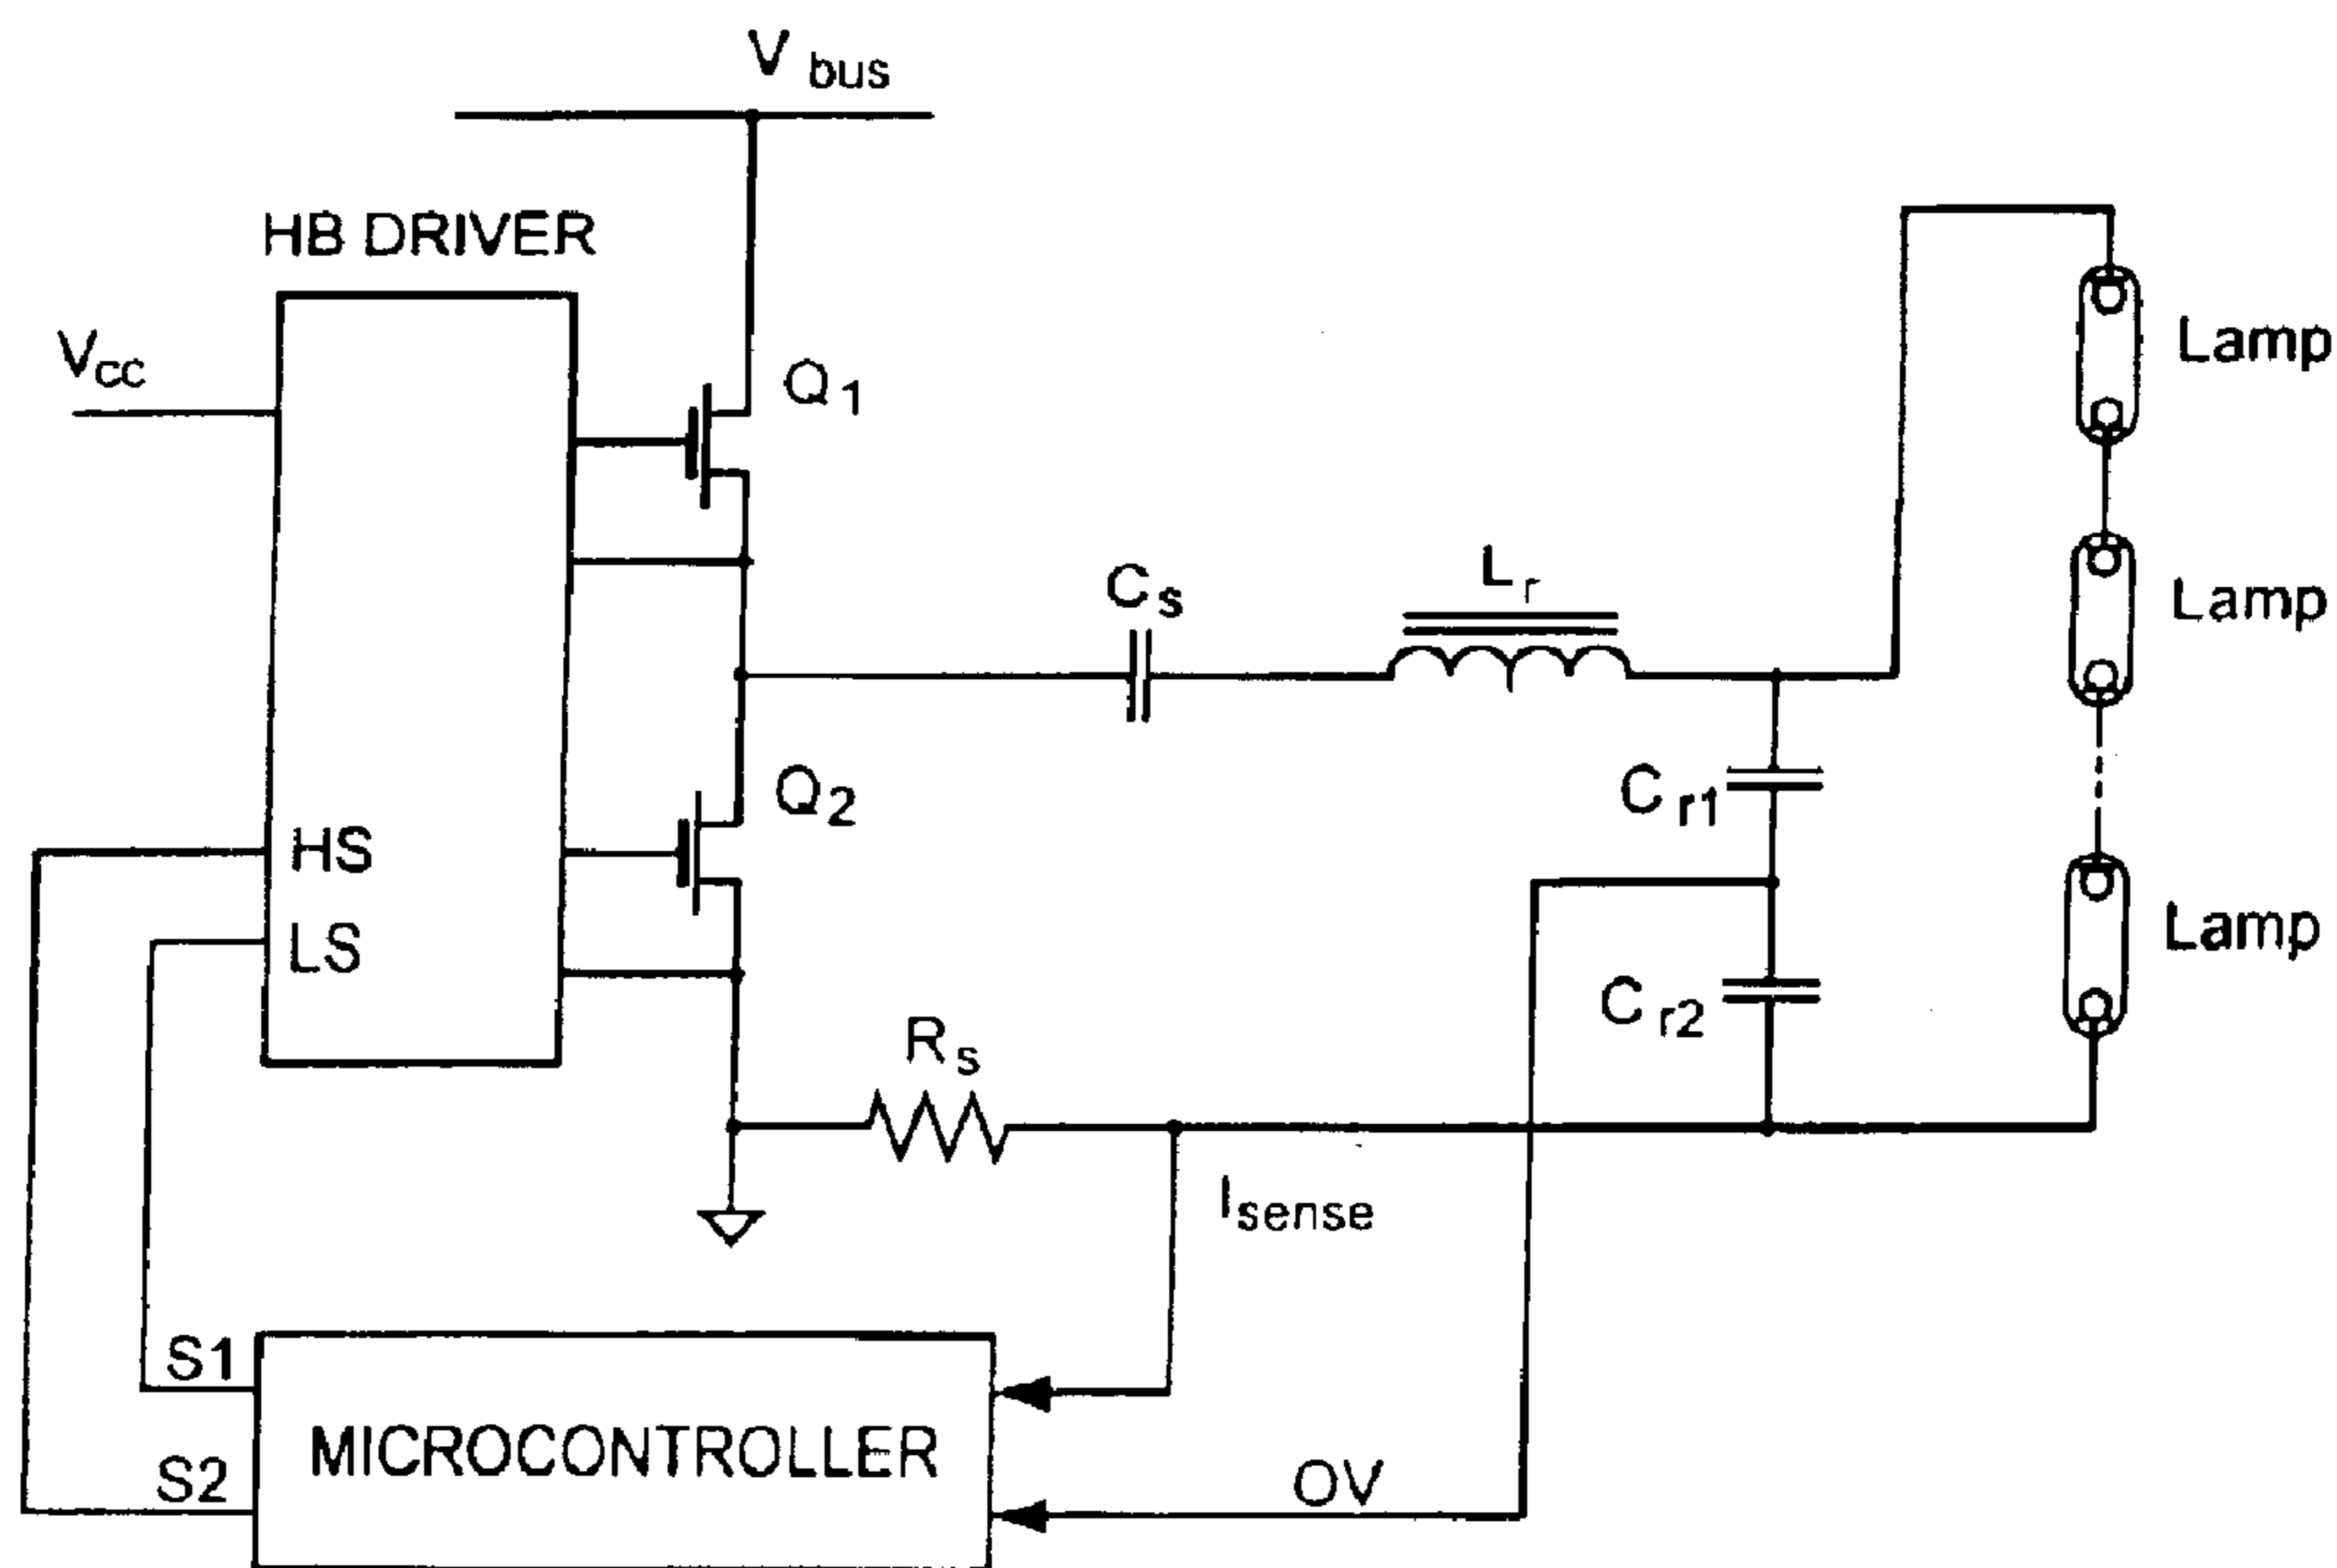 V bus
HB DRIVER
Vcc
Q1
Lamp
Cs
Lr
Lamp
Q2
Cr1
HS
LS
Lamp
Cr2
Rs
Isense
S1
MICROCONTROLLER
S2
OV